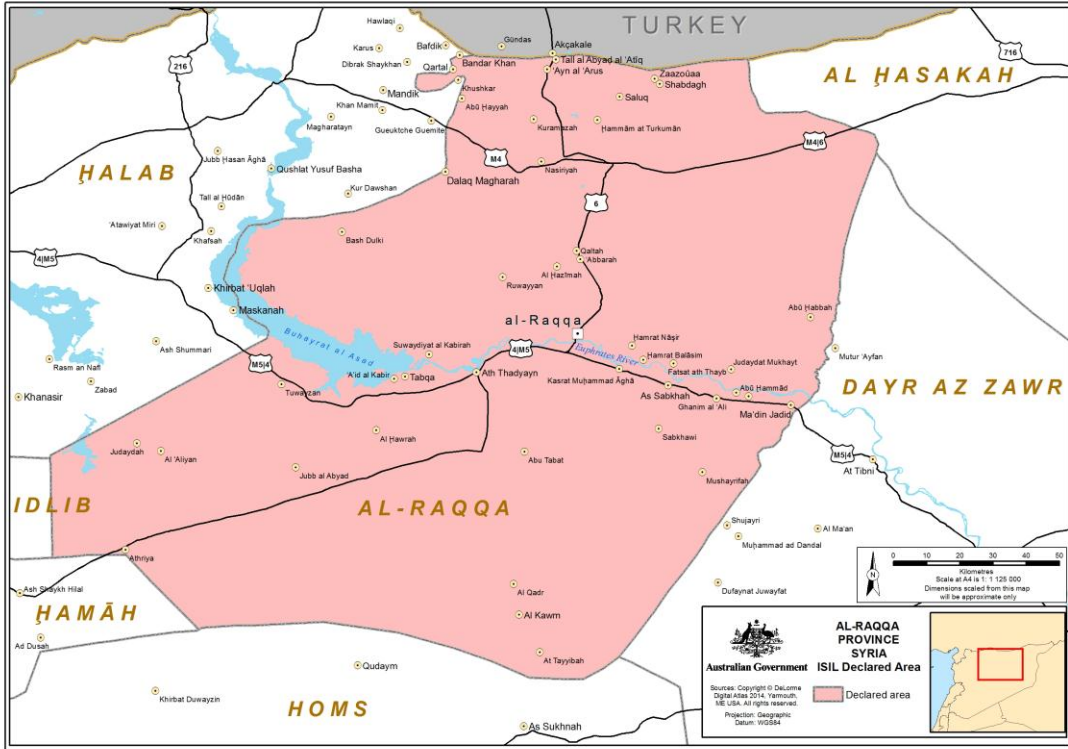 TURKEY
AL ḨASAKAH
ḨALAB
DAYR AZ ZAWR
IDLIB
AL-RAQQA
ḨAMĀH
HOMS
Hawlaqi
Karus
Bafdik
Gündas
Akçakale
Dibrak Shaykhan
Qartal
Bandar Khan
Tall al Abyad al 'Atiq
'Ayn al 'Arus
Zaazoûaa
Shabdagh
Khushkar
Mandik
Abū Ḩayyah
Saluq
Khan Mamit
Magharatayn
Gueuktche Guemite
Kuramazah
Ḩammām at Turkumān
216
716
M4
M4|6
6
Jubb Ḩasan Āghā
Qushlat Yusuf Basha
Dalaq Magharah
Nasiriyah
Kur Dawshan
Tall al Ḩūdān
'Atawiyat Miri
Khafsah
Bash Dulki
4|M5
Qaltah
'Abbarah
Al Ḩazīmah
Ruwayyan
Khirbat 'Uqlah
Maskanah
Abū Habbah
al-Raqqa
Buhayrat al Asad
Suwaydiyat al Kabirah
4|M5
Euphrates River
Hamrat Nāşir
Hamrat Balāsim
Judaydat Mukhayt
Mutur 'Ayfan
Ash Shummari
Rasm an Nafl
Zabad
Khanasir
M5|4
'A'id al Kabir
Tabqa
Ath Thadyayn
Fatsat ath Thayb
Kasrat Muḩammad Āghā
As Sabkhah
Abū Ḩammād
Ghanim al 'Ali
Ma'din Jadid
Tuwayzan
Al Ḩawrah
Sabkhawi
M5|4
At Tibni
Judaydah
Al 'Aliyan
Jubb al Abyad
Abu Tabat
Mushayrifah
Shujayri
Al Ma'an
Muḩammad ad Dandal
Athriya
Ash Shaykh Hilal
Al Qadr
Dufaynat Juwayfat
Al Kawm
Ad Dusah
At Tayyibah
Qudaym
Khirbat Duwayzin
As Sukhnah
N
0 10 20 30 40 50
Kilometres
Scale at A4 is 1: 1 125 000
Dimensions scaled from this map
will be approximate only
Australian Government
Sources: Copyright © DeLorme
Digital Atlas 2014, Yarmouth,
ME USA. All rights reserved.
Projection: Geographic
Datum: WGS84
AL-RAQQA
PROVINCE
SYRIA
ISIL Declared Area
Declared area